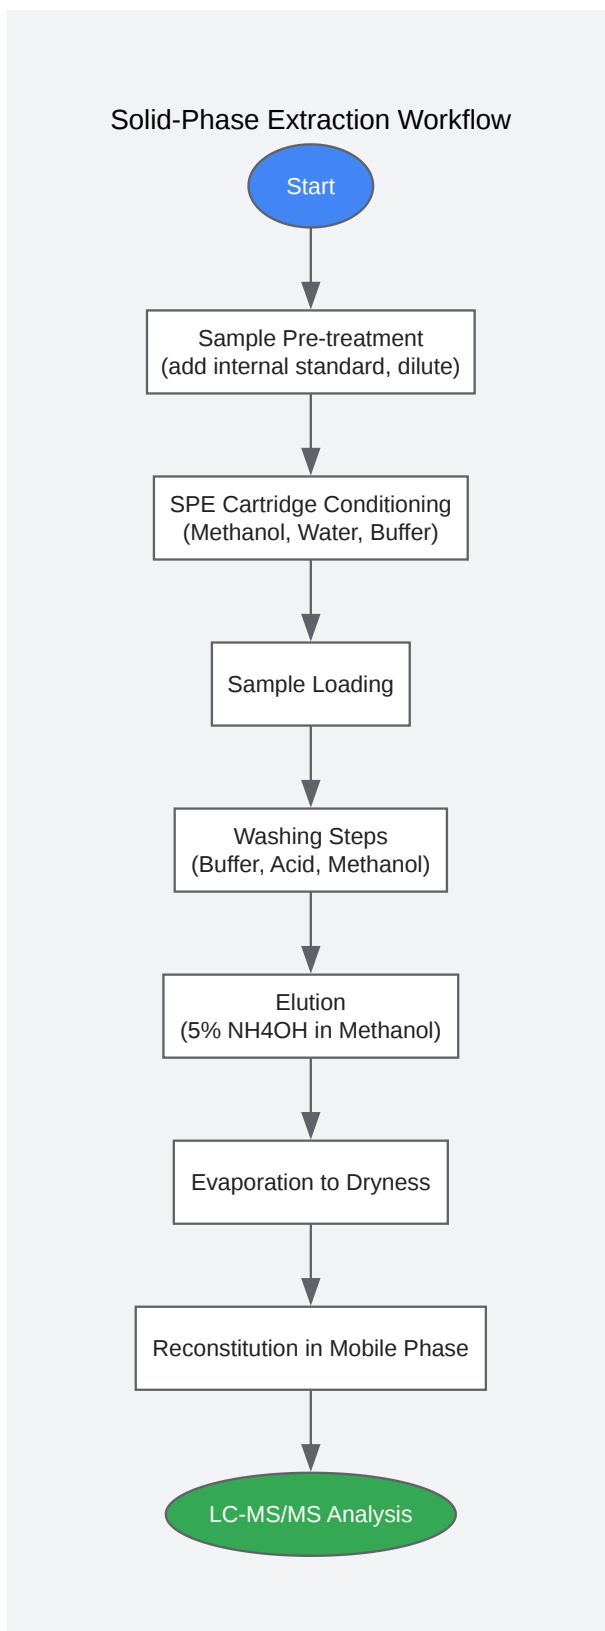 Solid-Phase Extraction Workflow
Start
Sample Pre-treatment
(add internal standard, dilute)
SPE Cartridge Conditioning
(Methanol, Water, Buffer)
Sample Loading
Washing Steps
(Buffer, Acid, Methanol)
Elution
(5% NH4OH in Methanol)
Evaporation to Dryness
Reconstitution in Mobile Phase
LC-MS/MS Analysis